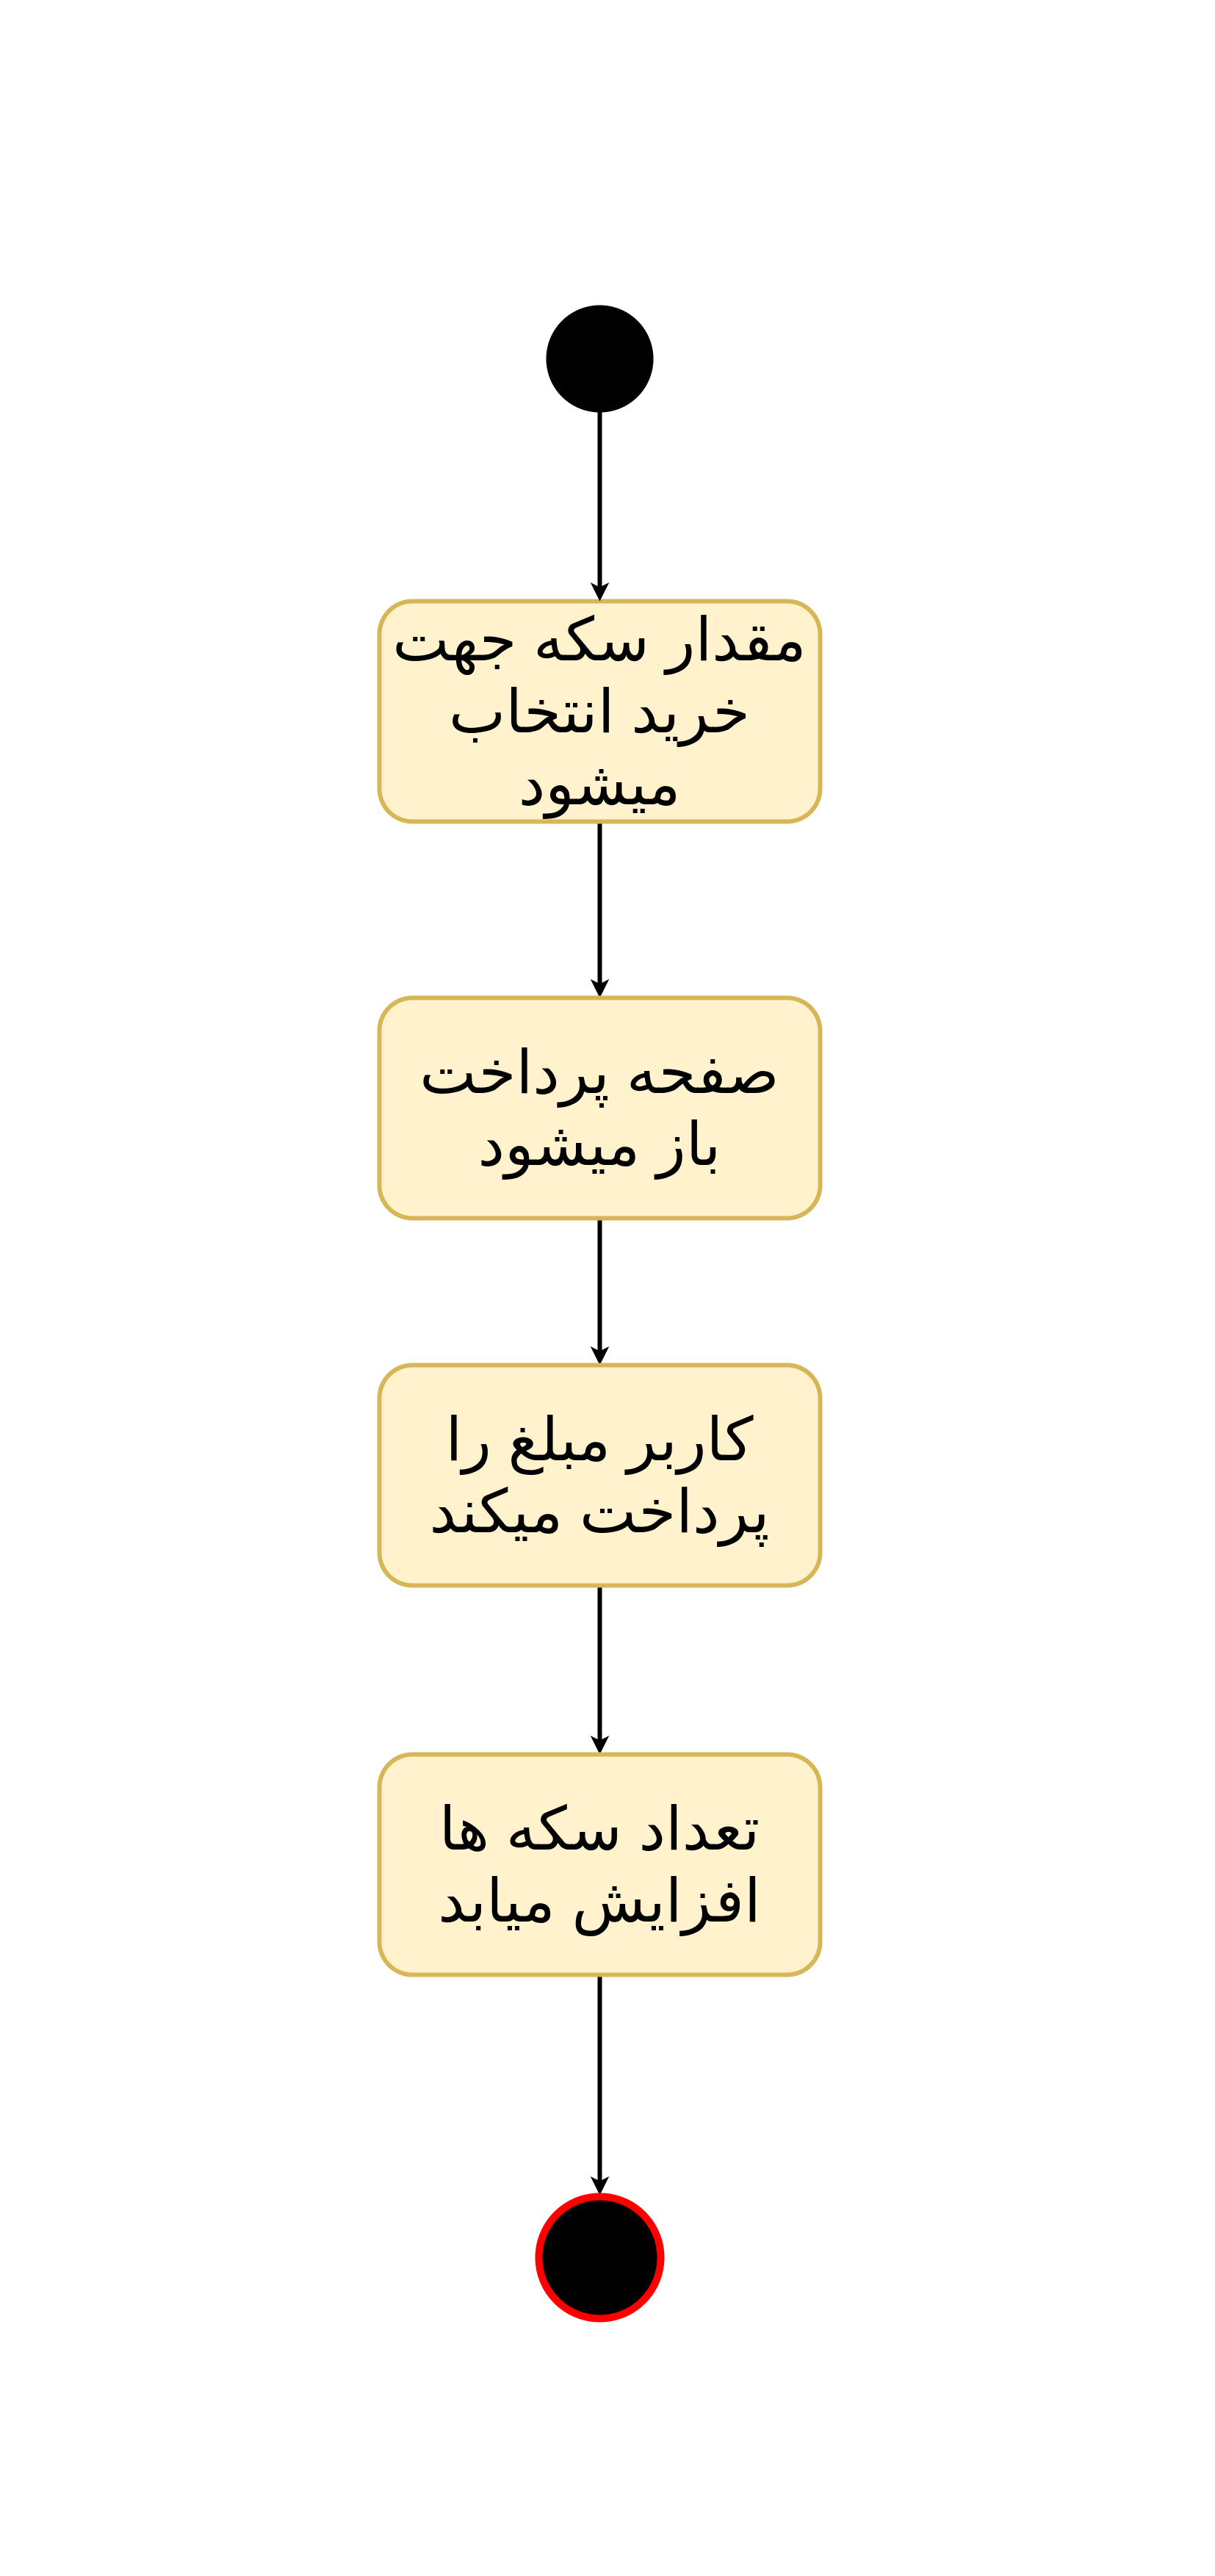 مقدار سکه جهت
خرید انتخاب
میشود
صفحه پرداخت
باز میشود
کاربر مبلغ را
پرداخت میکند
تعداد سکه ها
افزایش میابد